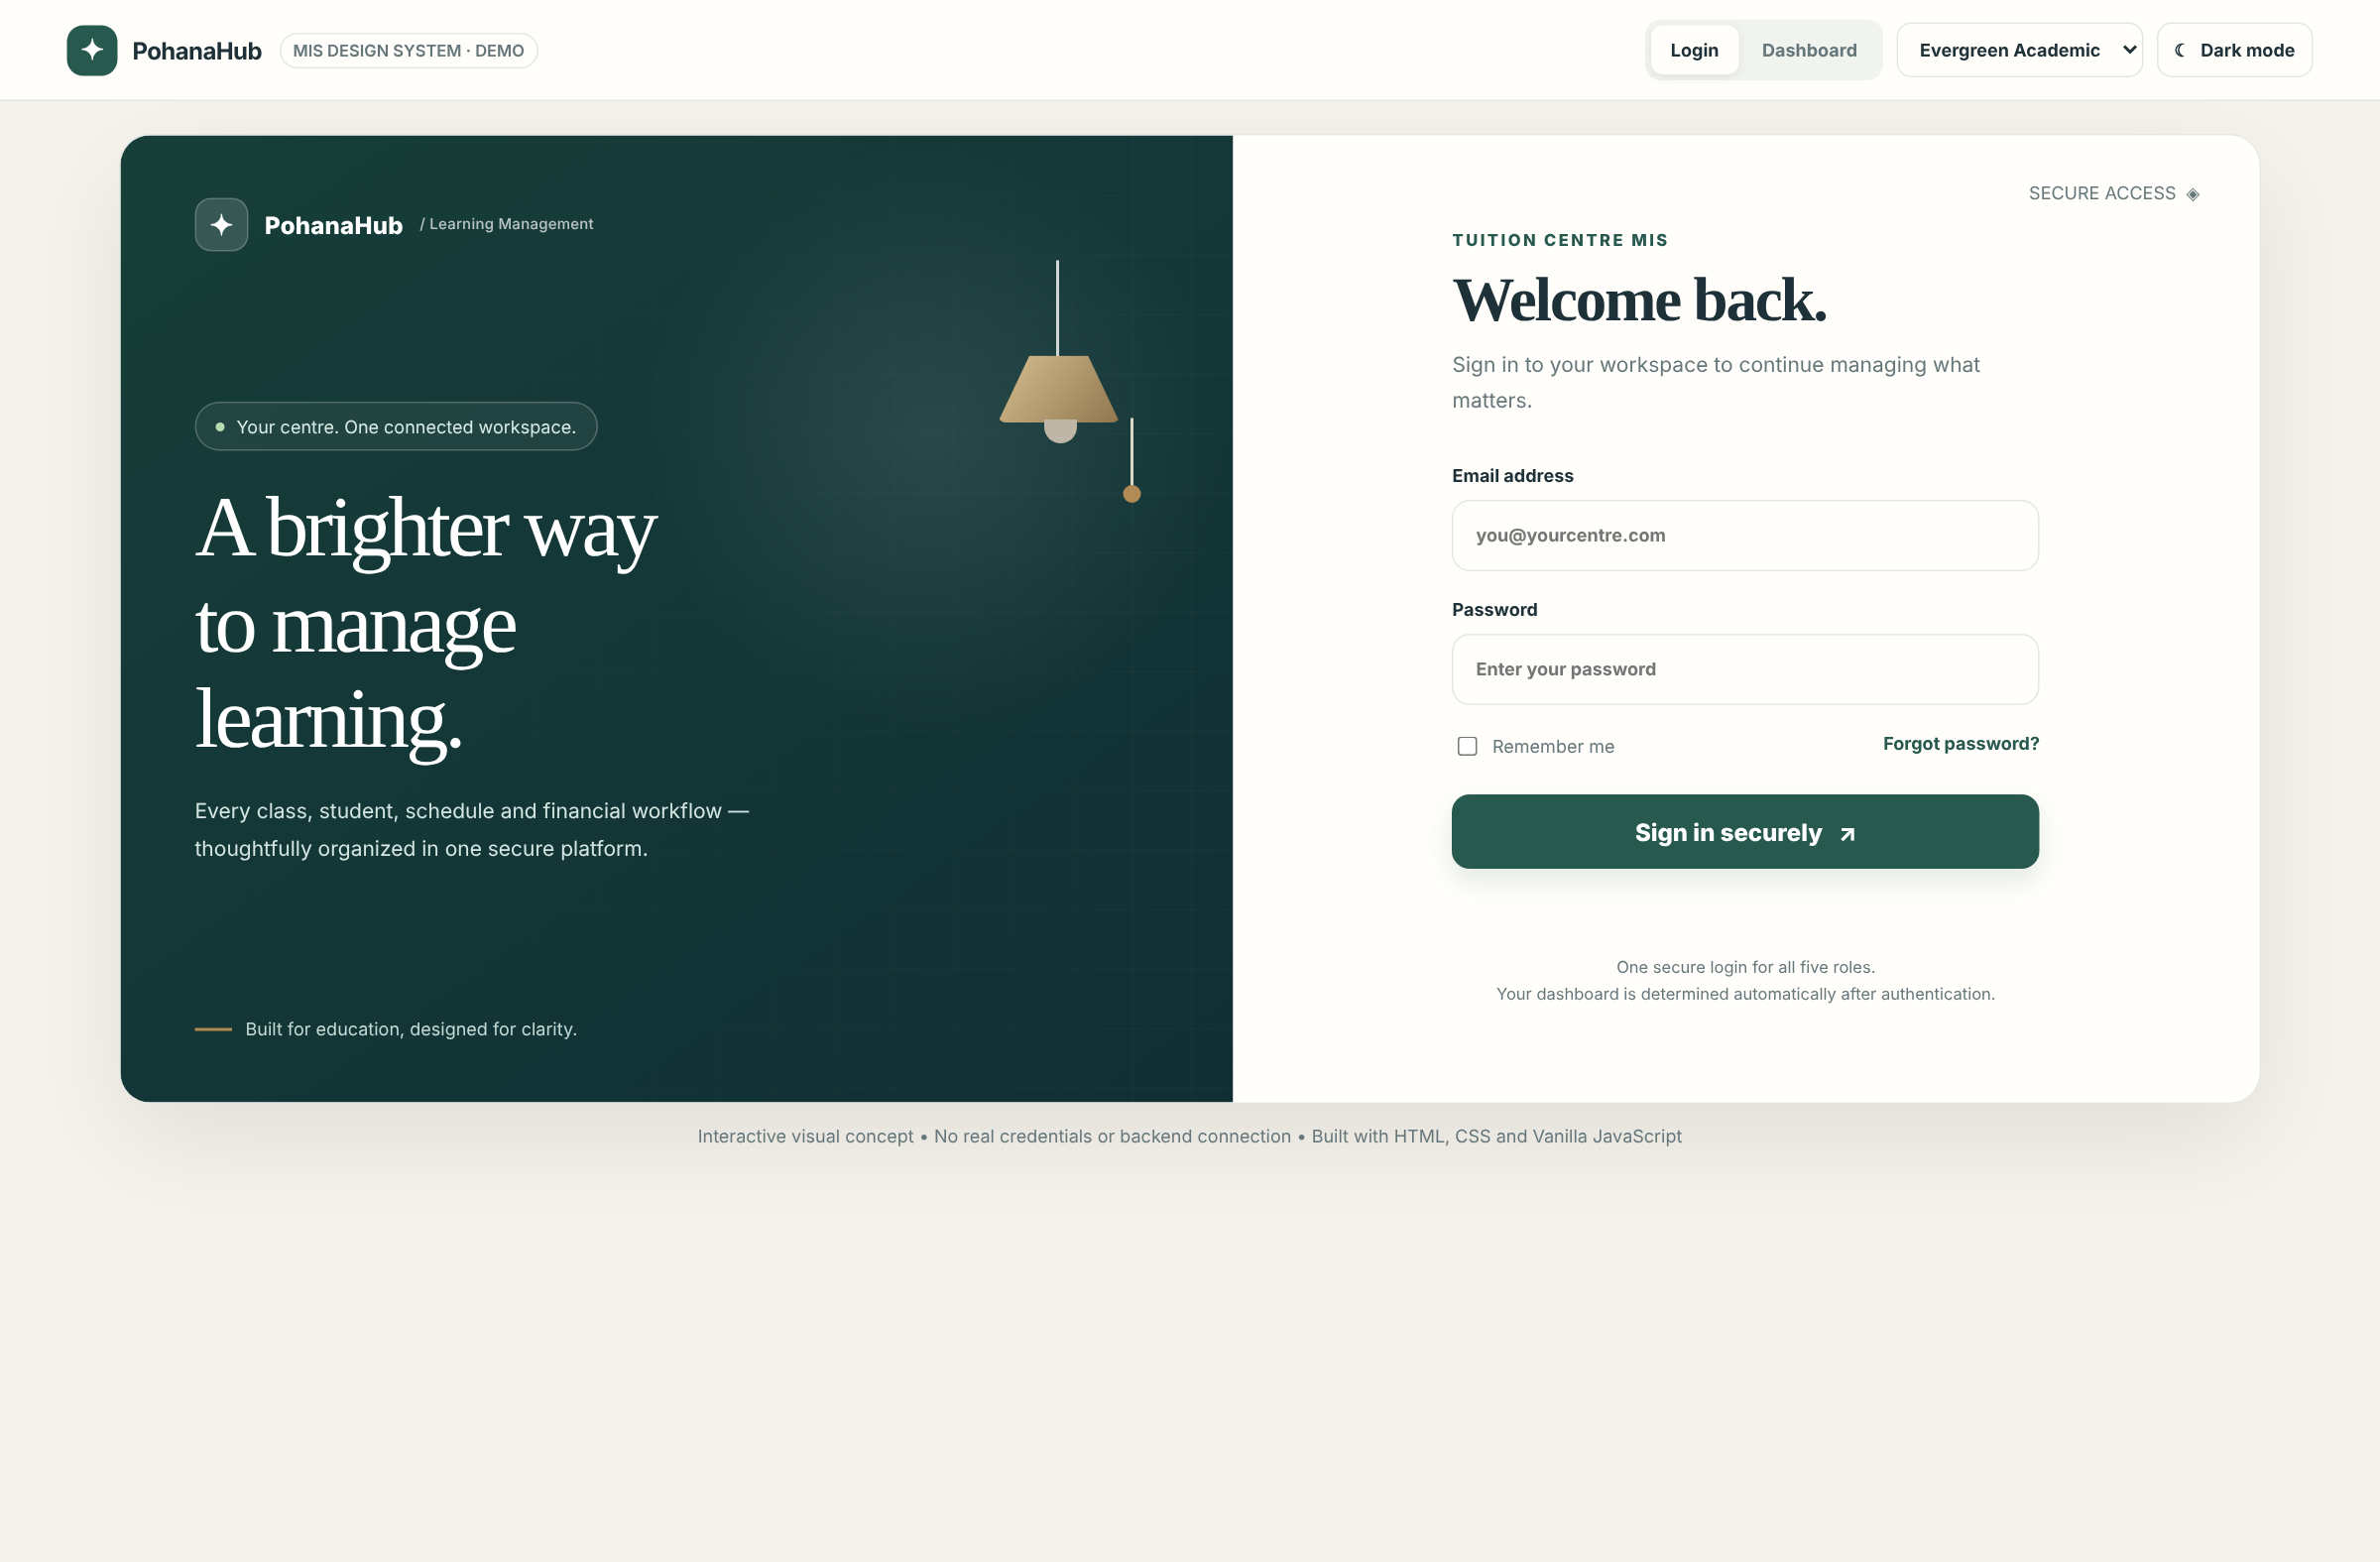 PohanaHub
MIS DESIGN SYSTEM · DEMO
Login
Dashboard
Evergreen Academic
Dark mode
PohanaHub
/ Learning Management
Your centre. One connected workspace.
A brighter way
to manage
learning.
Every class, student, schedule and financial workflow —
thoughtfully organized in one secure platform.
Built for education, designed for clarity.
SECURE ACCESS
TUITION CENTRE MIS
Welcome back.
Sign in to your workspace to continue managing what
matters.
Email address
you@yourcentre.com
Password
Enter your password
Remember me
Forgot password?
Sign in securely
One secure login for all five roles.
Your dashboard is determined automatically after authentication.
Interactive visual concept • No real credentials or backend connection • Built with HTML, CSS and Vanilla JavaScript